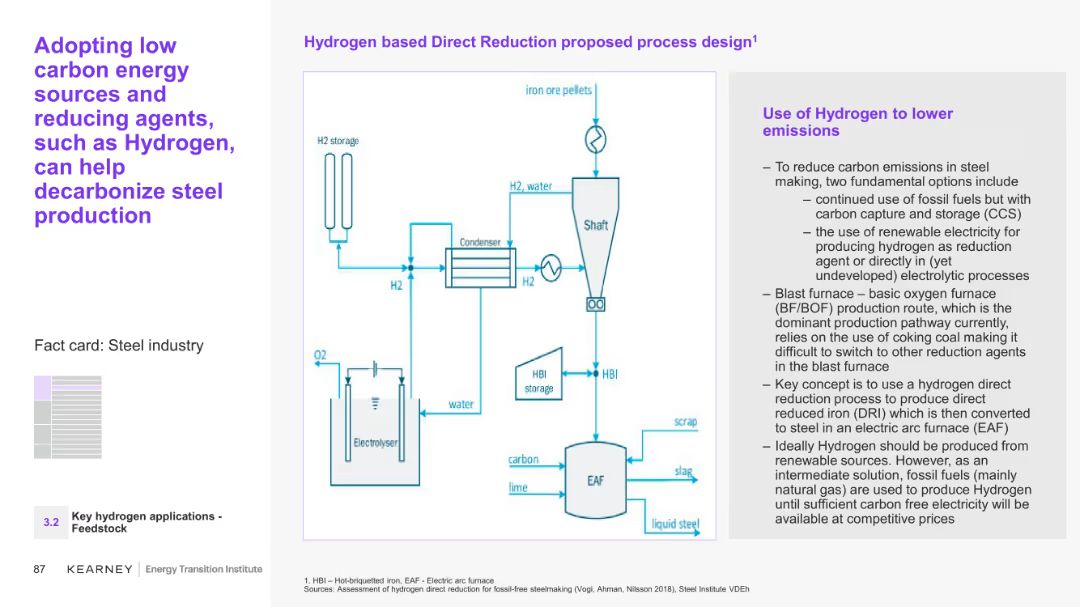 Adopting low
carbon energy
sources and
reducing agents,
such as Hydrogen,
can help
decarbonize steel
production
Fact card: Steel industry
3.2
Key hydrogen applications -
Feedstock
87
KEARNEY
Energy Transition Institute
Hydrogen based Direct Reduction proposed process design1
iron ore pellets
H2 storage
H2, water
Shaft
Condenser
H2
H2
O2
HBI
storage
HBI
water
Electrolyser
scrap
carbon
slag
EAF
lime
liquid steel
Use of Hydrogen to lower
emissions
– To reduce carbon emissions in steel
making, two fundamental options include
– continued use of fossil fuels but with
carbon capture and storage (CCS)
– the use of renewable electricity for
producing hydrogen as reduction
agent or directly in (yet
undeveloped) electrolytic processes
– Blast furnace – basic oxygen furnace
(BF/BOF) production route, which is the
dominant production pathway currently,
relies on the use of coking coal making it
difficult to switch to other reduction agents
in the blast furnace
– Key concept is to use a hydrogen direct
reduction process to produce direct
reduced iron (DRI) which is then converted
to steel in an electric arc furnace (EAF)
– Ideally Hydrogen should be produced from
renewable sources. However, as an
intermediate solution, fossil fuels (mainly
natural gas) are used to produce Hydrogen
until sufficient carbon free electricity will be
available at competitive prices
1. HBI – Hot-briquetted iron, EAF - Electric arc furnace
Sources: Assessment of hydrogen direct reduction for fossil-free steelmaking (Vogl, Ahman, Nilsson 2018), Steel Institute VDEh